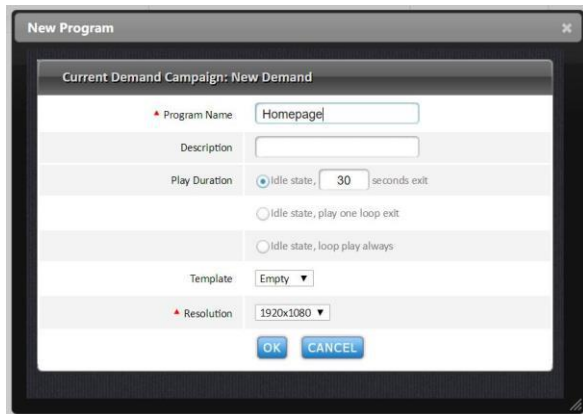 New Program
Current Demand Campaign: New Demand
Program Name Homepage
Description
Play Duration Idle state, 30 seconds exit
Idle state, play one loop exit
Idle state, loop play always
Template Empty
Resolution 1920x1080
OK CANCEL